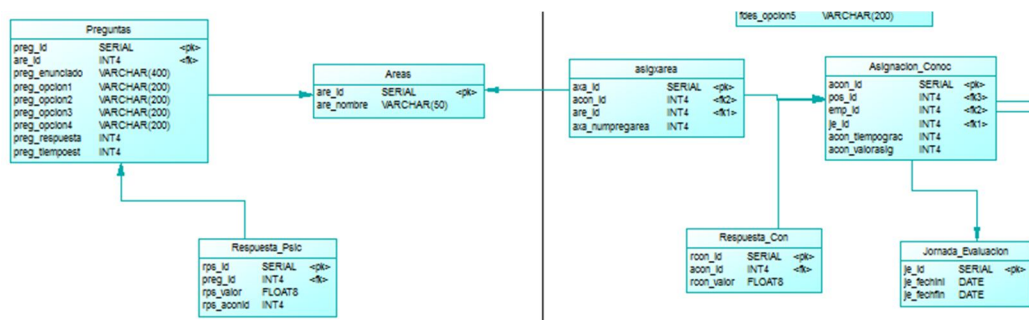 fdes_opcion5 VARCHAR(200)
Preguntas
preg_id SERIAL <pk>
are_id INT4 <fk>
preg_enunciado VARCHAR(400)
preg_opcion1 VARCHAR(200)
preg_opcion2 VARCHAR(200)
preg_opcion3 VARCHAR(200)
preg_opcion4 VARCHAR(200)
preg_respuesta INT4
preg_tiempoest INT4
Areas
are_id SERIAL <pk>
are_nombre VARCHAR(50)
asigxarea
axa_id SERIAL <pk>
acon_id INT4 <fk2>
are_id INT4 <fk1>
axa_numpregarea INT4
Asignacion_Conoc
acon_id SERIAL <pk>
pos_id INT4 <fk3>
emp_id INT4 <fk2>
je_id INT4 <fk1>
acon_tiempograc INT4
acon_valorasig INT4
Respuesta_Psic
rps_id SERIAL <pk>
preg_id INT4 <fk>
rps_valor FLOAT8
rps_aconid INT4
Respuesta_Con
rcon_id SERIAL <pk>
acon_id INT4 <fk>
rcon_valor FLOAT8
Jornada_Evaluacion
je_id SERIAL <pk>
je_fechini DATE
je_fechfin DATE